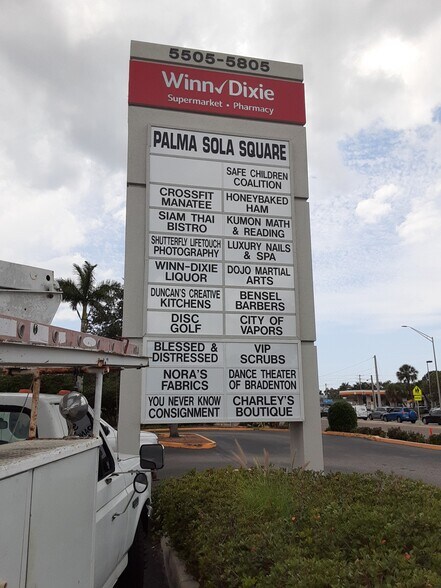 5505-5805
Winn✓Dixie
Supermarket • Pharmacy
PALMA SOLA SQUARE
SAFE CHILDREN
COALITION
CROSSFIT
MANATEE
HONEYBAKED
HAM
SIAM THAI
BISTRO
KUMON MATH
& READING
SHUTTERFLY LIFETOUCH
PHOTOGRAPHY
LUXURY NAILS
& SPA
WINN-DIXIE
LIQUOR
DOJO MARTIAL
ARTS
DUNCAN'S CREATIVE
KITCHENS
BENSEL
BARBERS
DISC
GOLF
CITY OF
VAPORS
BLESSED &
DISTRESSED
VIP
SCRUBS
NORA'S
FABRICS
DANCE THEATER
OF BRADENTON
YOU NEVER KNOW
CONSIGNMENT
CHARLEY'S
BOUTIQUE